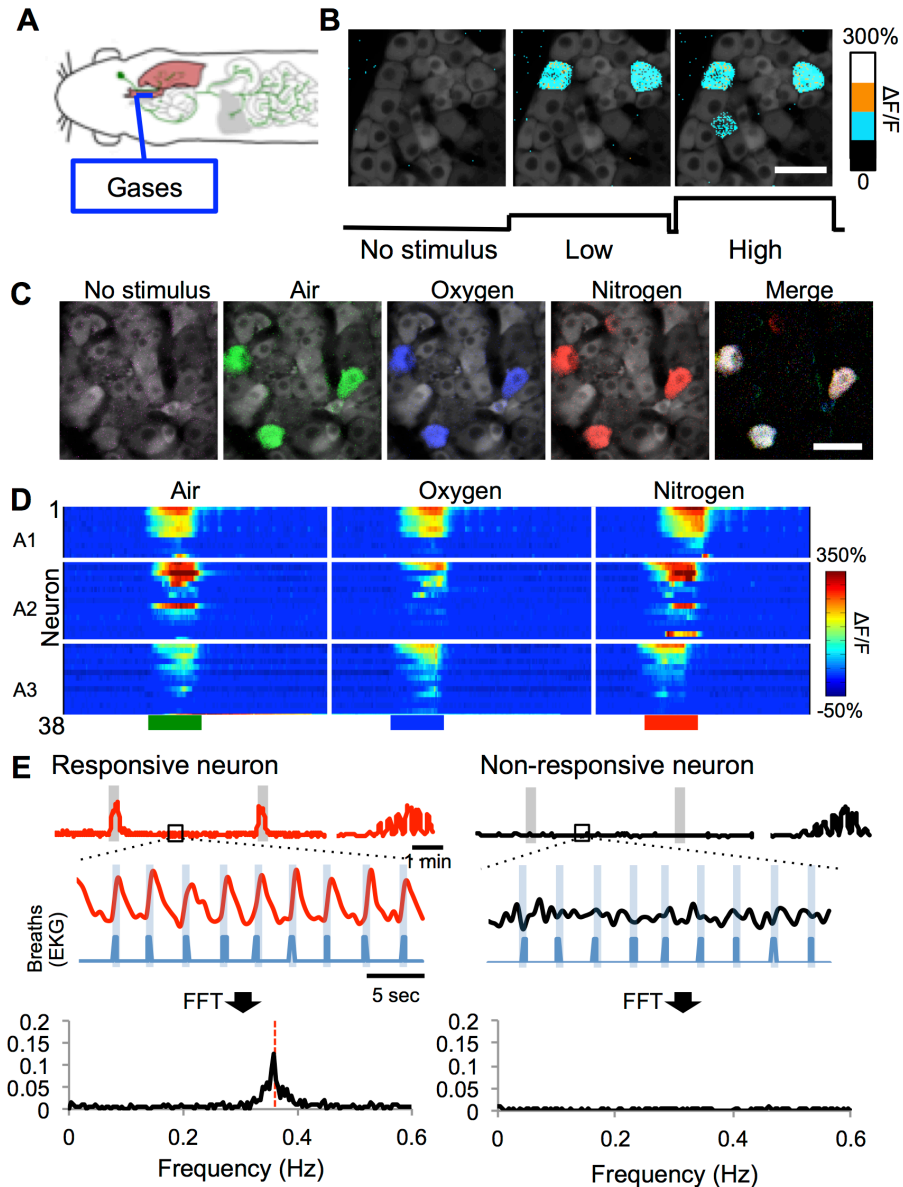 A
Gases
B
300%
ΔF/F
0
No stimulus Low High
C
No stimulus Air Oxygen Nitrogen Merge
D
Air Oxygen Nitrogen
1
A1
A2
A3
Neuron
38
350%
ΔF/F
-50%
E
Responsive neuron Non-responsive neuron
1 min
Breaths
(EKG)
5 sec
FFT FFT
0.2 0.2
0.15 0.15
0.1 0.1
0.05 0.05
0 0
0 0.2 0.4 0.6 0 0.2 0.4 0.6
Frequency (Hz) Frequency (Hz)